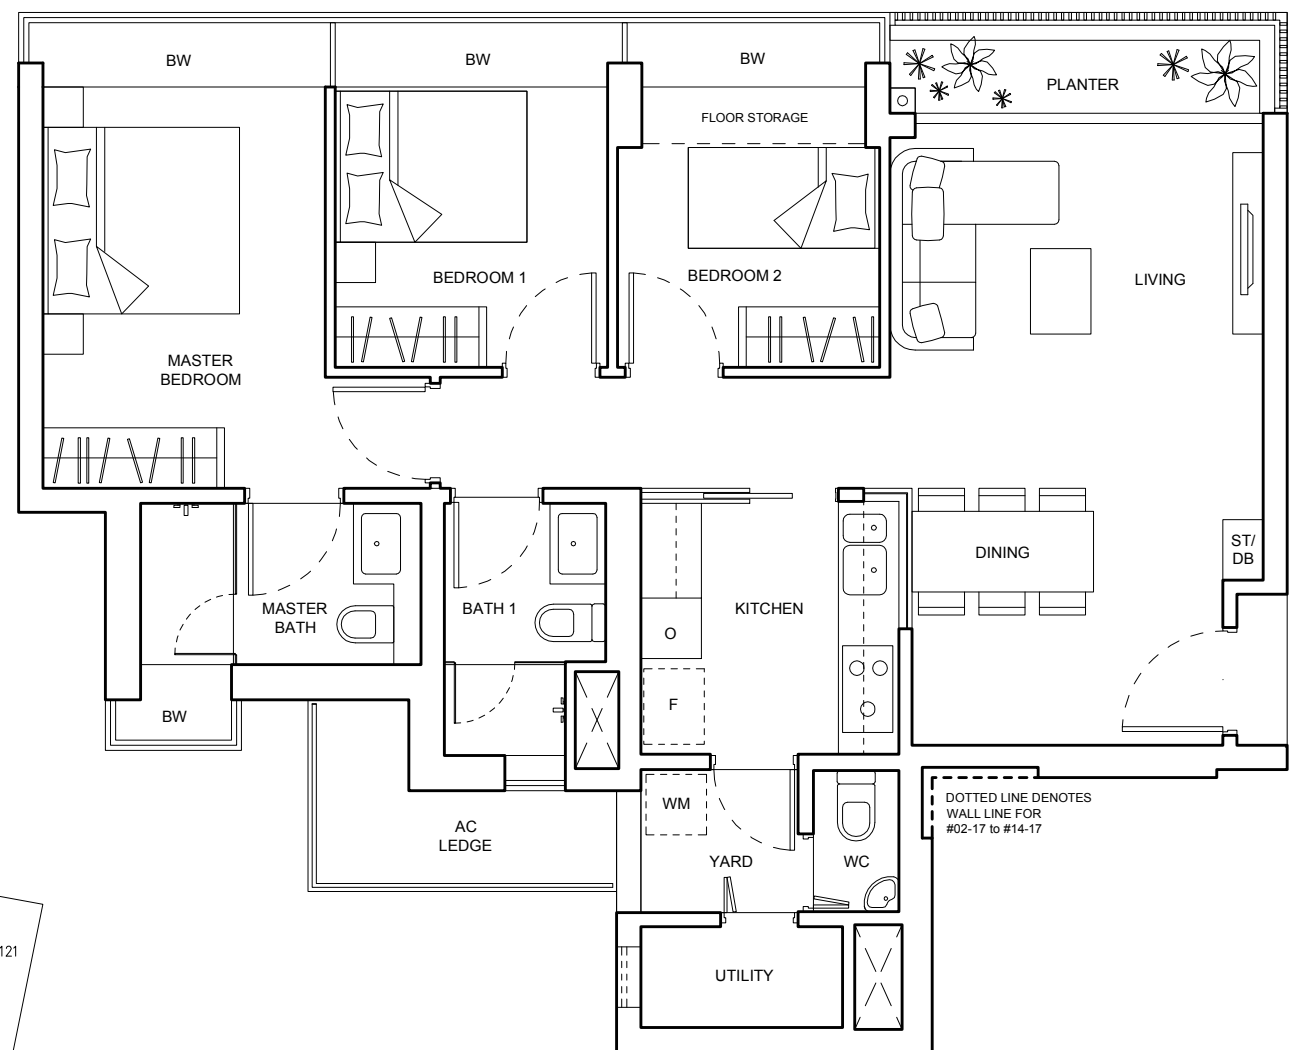 BW
BW
BW
PLANTER
FLOOR STORAGE
BEDROOM 1
BEDROOM 2
LIVING
MASTER
BEDROOM
DINING
ST/
DB
MASTER
BATH
BATH 1
KITCHEN
O
F
BW
WM
DOTTED LINE DENOTES
WALL LINE FOR
#02-17 to #14-17
AC
LEDGE
YARD
WC
121
UTILITY